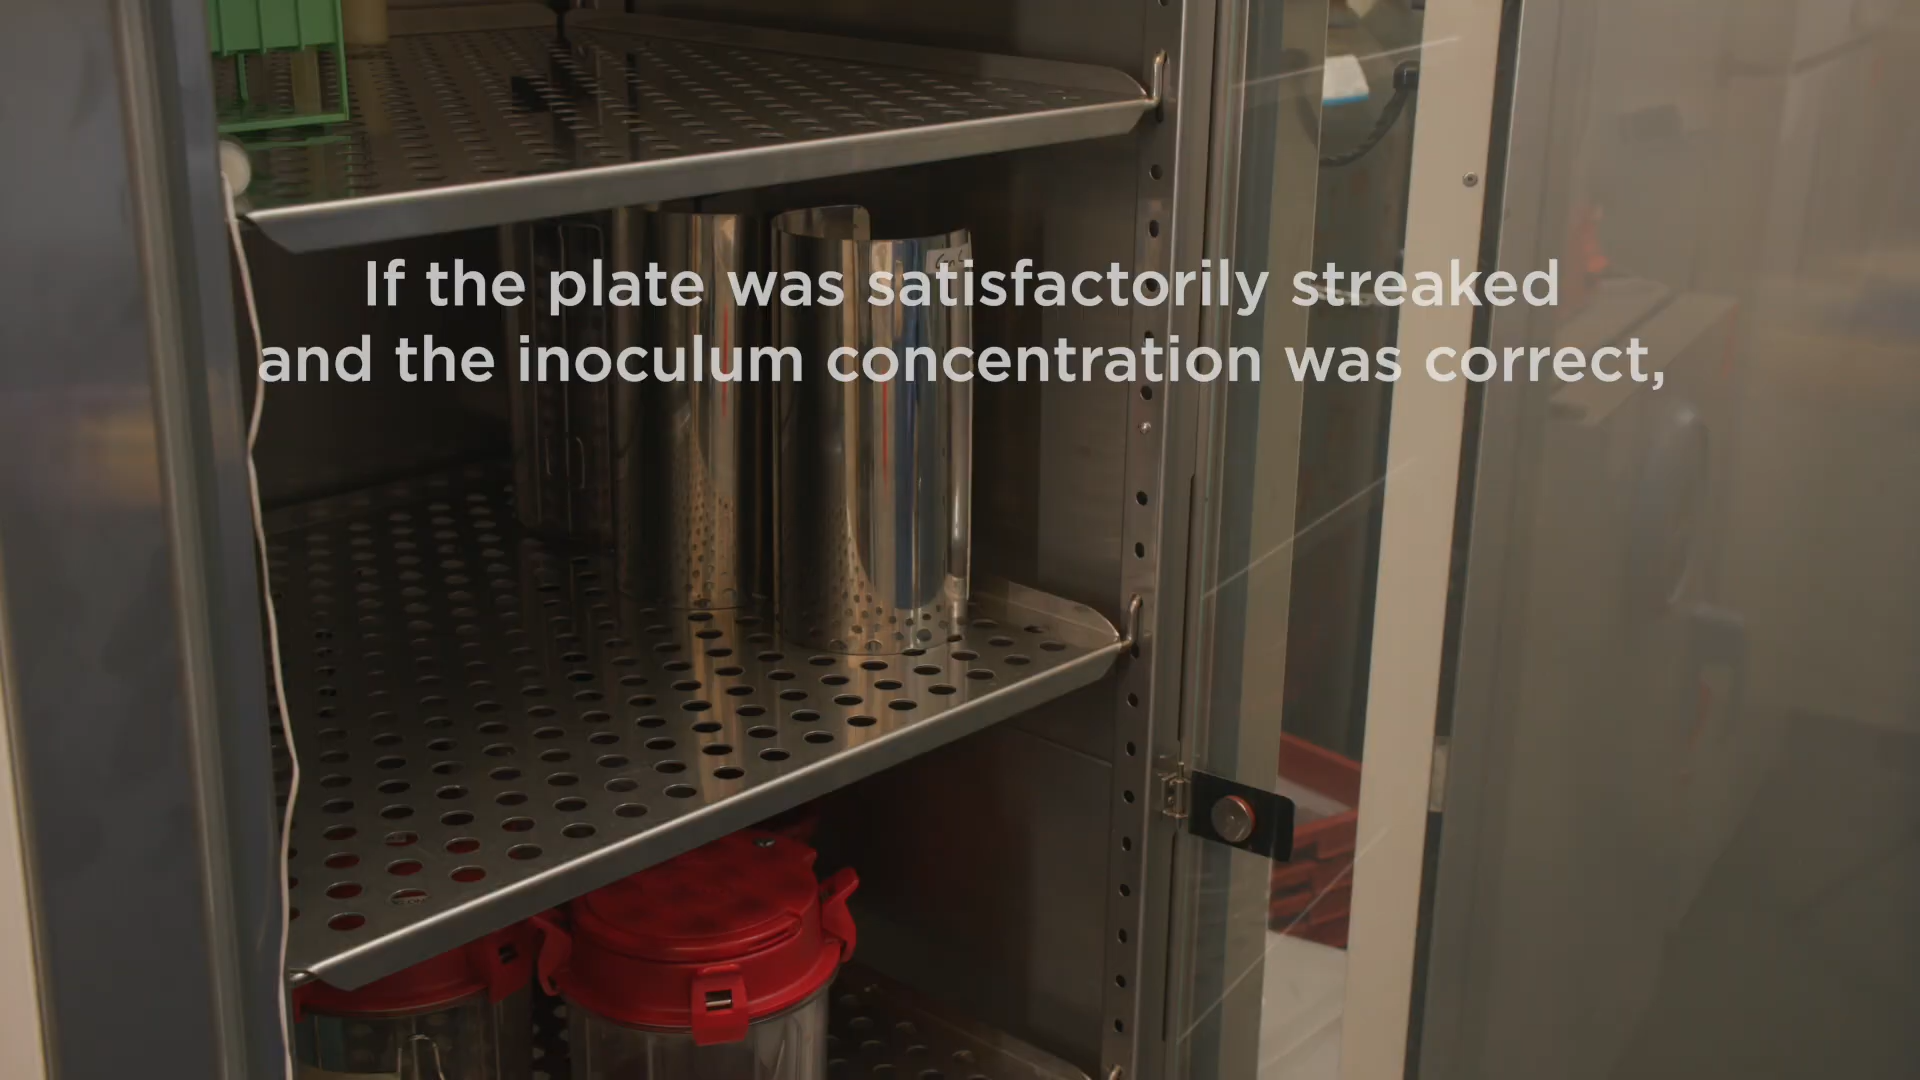 If the plate was satisfactorily streaked
and the inoculum concentration was correct,